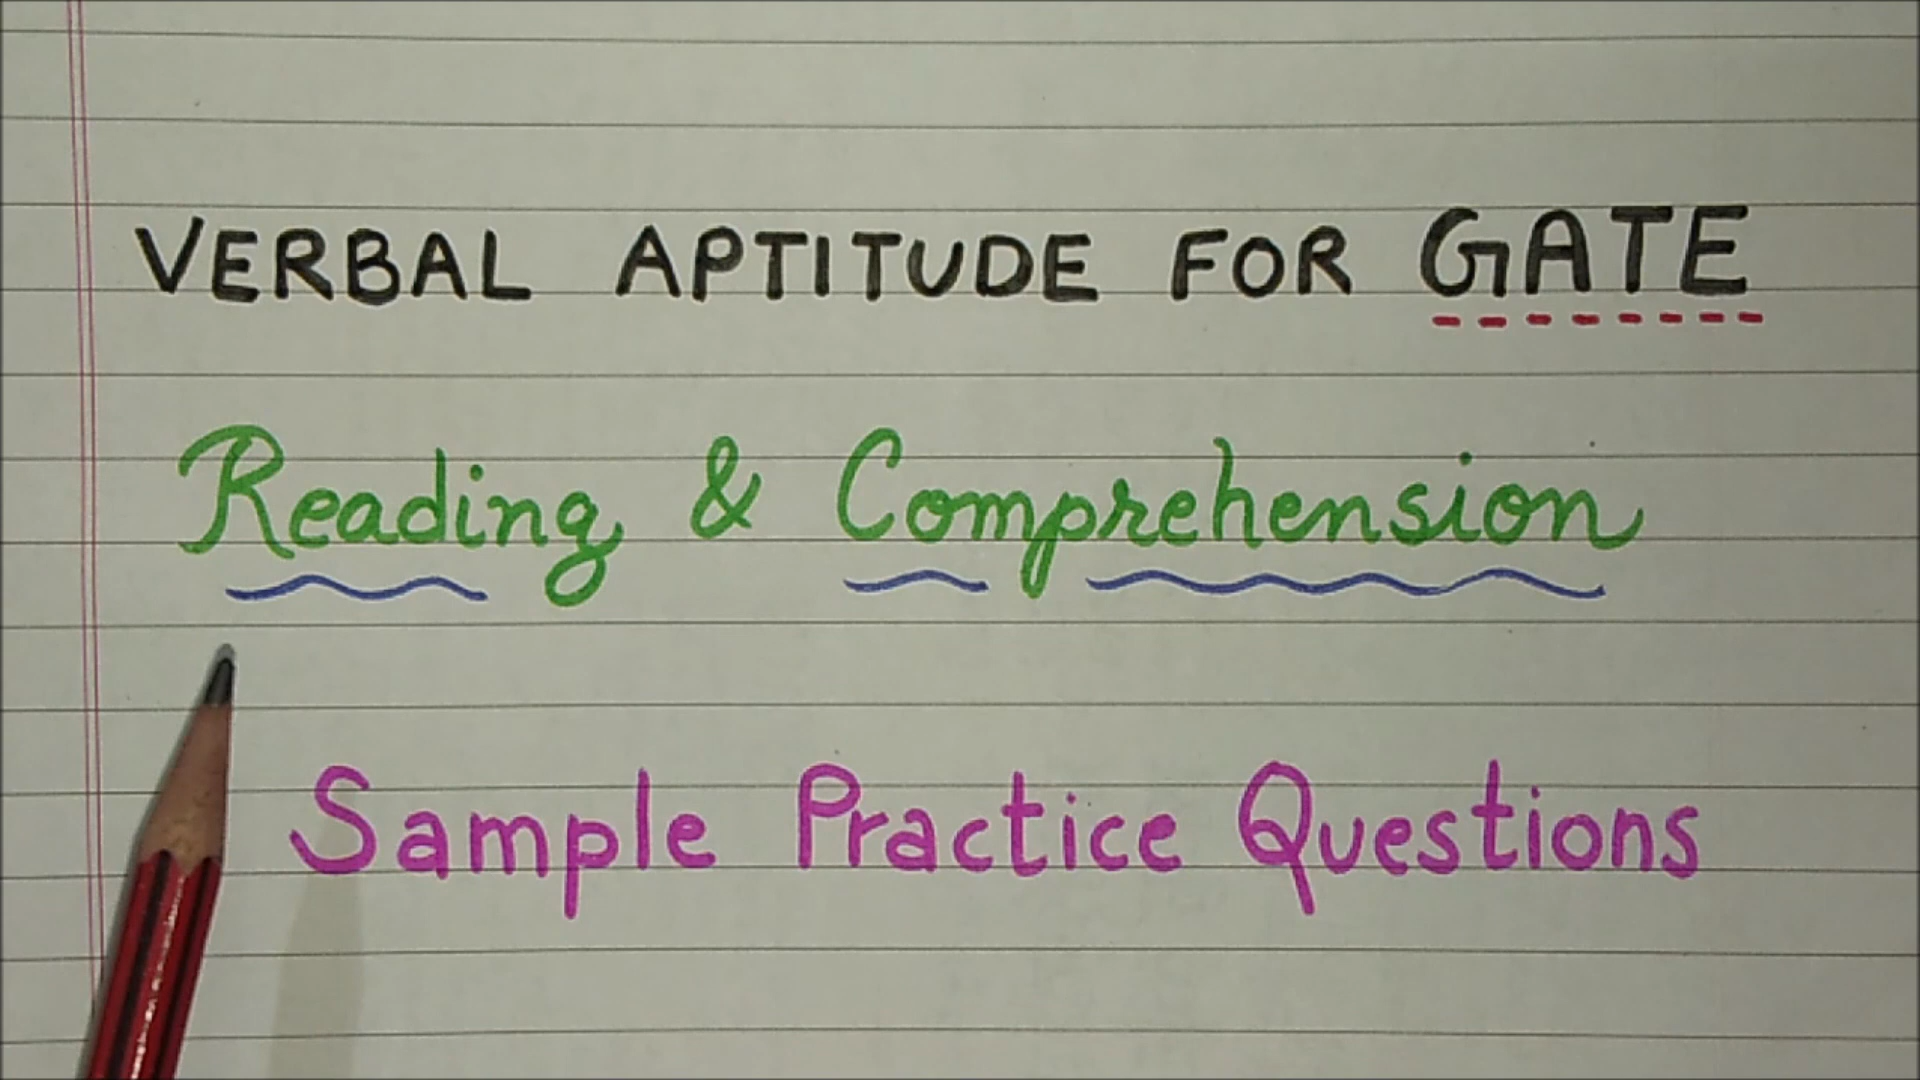 VERBAL APTITUDE FOR GATE
Reading & Comprehension
Sample Practice Questions